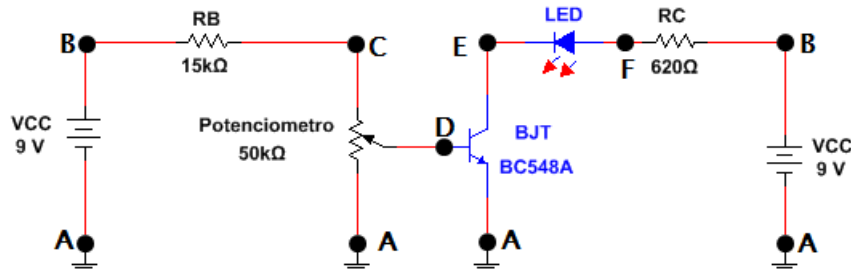 B
RB
15kΩ
C
E
LED
F
RC
620Ω
B
VCC
9 V
Potenciometro
50kΩ
D
BJT
BC548A
VCC
9 V
A
A
A
A